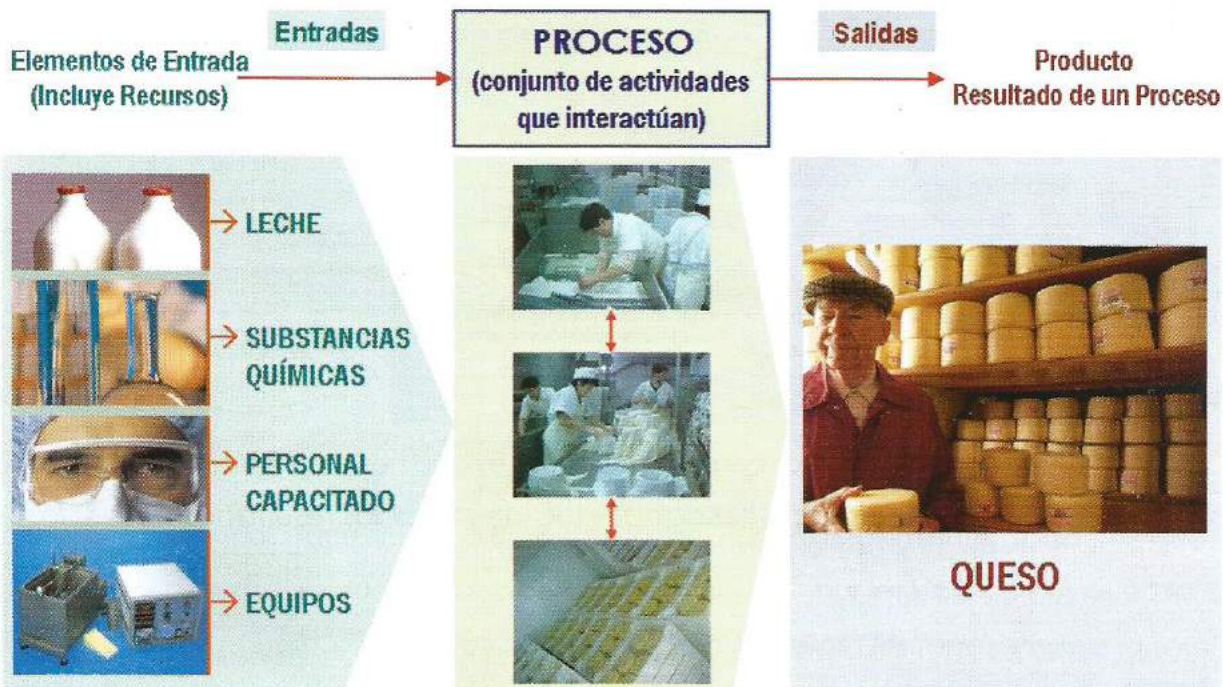 Entradas
Elementos de Entrada
(Incluye Recursos)
PROCESO
(conjunto de actividades
que interactúan)
Salidas
Producto
Resultado de un Proceso
LECHE
SUBSTANCIAS
QUÍMICAS
PERSONAL
CAPACITADO
EQUIPOS
QUESO